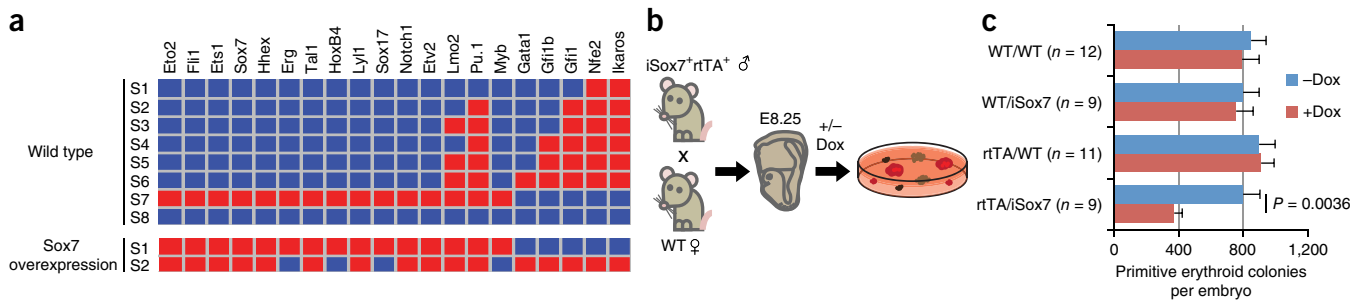 a
Eto2 Fli1 Ets1 Sox7 Hhex Erg Tal1 HoxB4 Lyl1 Sox17 Notch1 Etv2 Lmo2 Pu.1 Myb Gata1 Gfi1b Gfi1 Nfe2 Ikaros
Wild type
S1
S2
S3
S4
S5
S6
S7
S8
Sox7
overexpression
S1
S2
b
iSox7+rtTA+ ♂
x
WT ♀
E8.25
+/−
Dox
c
WT/WT (n = 12)
WT/iSox7 (n = 9)
rtTA/WT (n = 11)
rtTA/iSox7 (n = 9)
−Dox
+Dox
P = 0.0036
0 400 800 1,200
Primitive erythroid colonies
per embryo